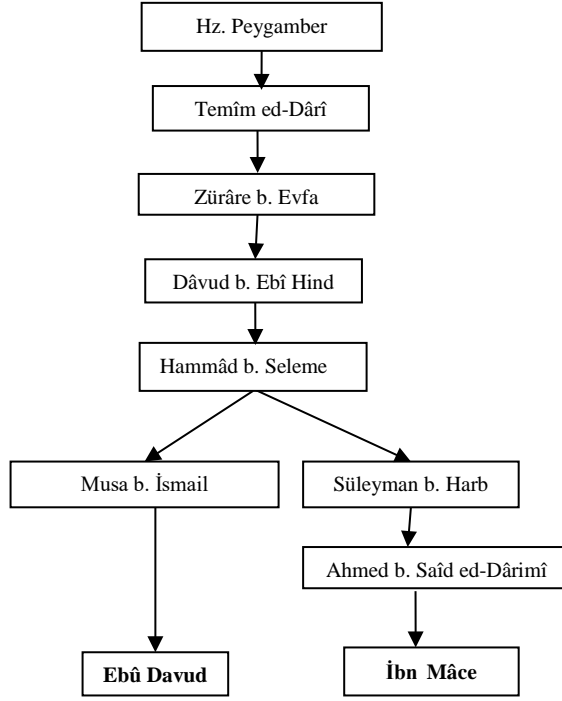 Hz. Peygamber
Temîm ed-Dârî
Zürâre b. Evfa
Dâvud b. Ebî Hind
Hammâd b. Seleme
Musa b. İsmail
Süleyman b. Harb
Ahmed b. Saîd ed-Dârimî
Ebû Davud
İbn Mâce